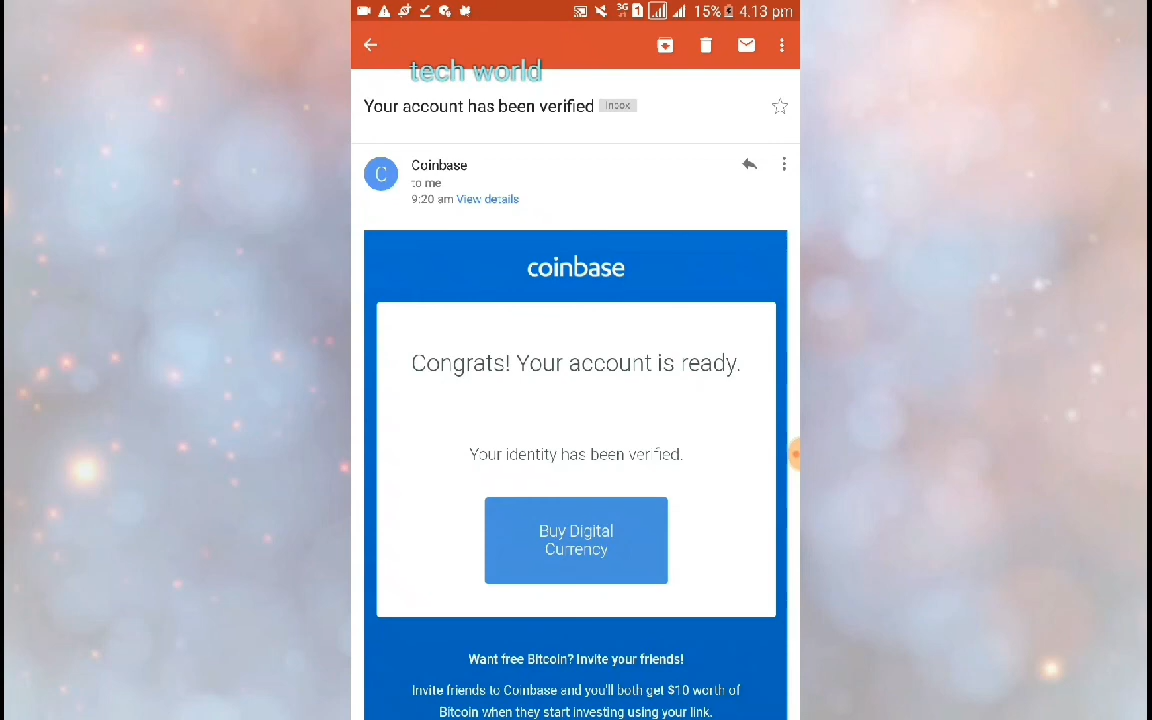 3G 1 15% 4.13 pm
tech world
Your account has been verified Inbox
C
Coinbase
to me
9:20 am View details
coinbase
Congrats! Your account is ready.
Your identity has been verified.
Buy Digital
Currency
Want free Bitcoin? Invite your friends!
Invite friends to Coinbase and you'll both get $10 worth of
Bitcoin when they start investing using your link.